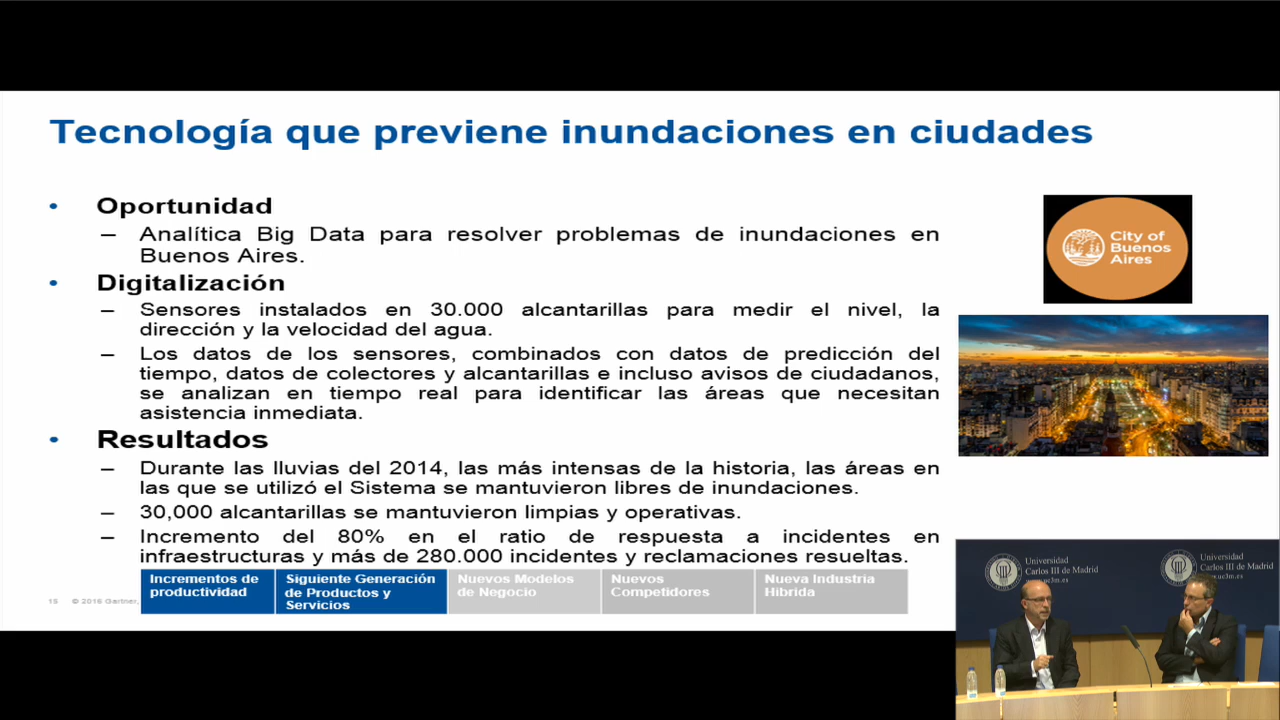 Tecnología que previene inundaciones en ciudades
• Oportunidad
– Analítica Big Data para resolver problemas de inundaciones en
Buenos Aires.
• Digitalización
– Sensores instalados en 30.000 alcantarillas para medir el nivel, la
dirección y la velocidad del agua.
– Los datos de los sensores, combinados con datos de predicción del
tiempo, datos de colectores y alcantarillas e incluso avisos de ciudadanos,
se analizan en tiempo real para identificar las áreas que necesitan
asistencia inmediata.
• Resultados
– Durante las lluvias del 2014, las más intensas de la historia, las áreas en
las que se utilizó el Sistema se mantuvieron libres de inundaciones.
– 30,000 alcantarillas se mantuvieron limpias y operativas.
– Incremento del 80% en el ratio de respuesta a incidentes en
infraestructuras y más de 280.000 incidentes y reclamaciones resueltas.
Incrementos de
productividad
Siguiente Generación
de Productos y
Servicios
Nuevos Modelos
de Negocio
Nuevos
Competidores
Nueva Industria
Hibrida
15 © 2016 Gartner,
City of
Buenos
Aires
Universidad
Carlos III de Madrid
Universidad
Carlos III de Madrid